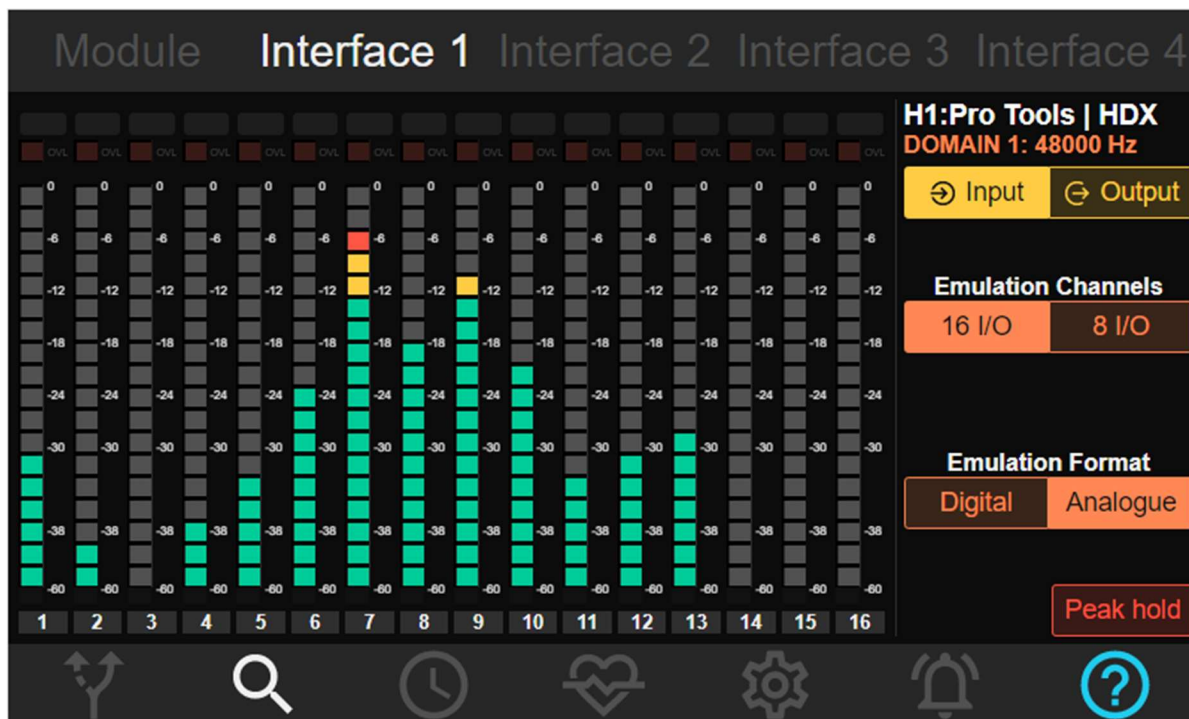 Module Interface 1 Interface 2 Interface 3 Interface 4
H1:Pro Tools | HDX
DOMAIN 1: 48000 Hz
Input Output
Emulation Channels
16 I/O 8 I/O
Emulation Format
Digital Analogue
Peak hold
OVL OVL OVL OVL OVL OVL OVL OVL OVL OVL OVL OVL OVL OVL OVL OVL
0 0 0 0 0 0 0 0 0 0 0 0 0 0 0 0
-6 -6 -6 -6 -6 -6 -6 -6 -6 -6 -6 -6 -6 -6 -6 -6
-12 -12 -12 -12 -12 -12 -12 -12 -12 -12 -12 -12 -12 -12 -12 -12
-18 -18 -18 -18 -18 -18 -18 -18 -18 -18 -18 -18 -18 -18 -18 -18
-24 -24 -24 -24 -24 -24 -24 -24 -24 -24 -24 -24 -24 -24 -24 -24
-30 -30 -30 -30 -30 -30 -30 -30 -30 -30 -30 -30 -30 -30 -30 -30
-38 -38 -38 -38 -38 -38 -38 -38 -38 -38 -38 -38 -38 -38 -38 -38
-60 -60 -60 -60 -60 -60 -60 -60 -60 -60 -60 -60 -60 -60 -60 -60
1 2 3 4 5 6 7 8 9 10 11 12 13 14 15 16
?